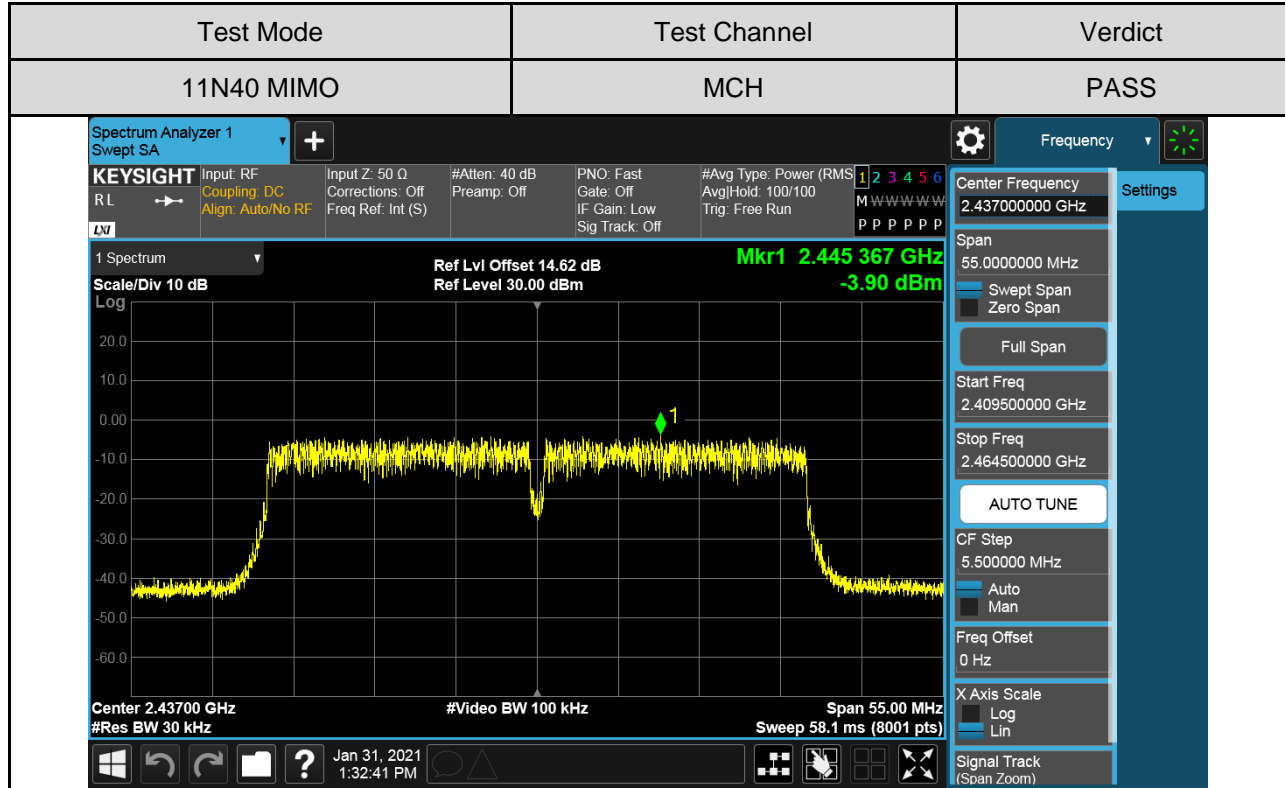 Test Mode Test Channel Verdict
11N40 MIMO MCH PASS
Spectrum Analyzer 1
Swept SA
+
Frequency
KEYSIGHT
R L
LXI
Input: RF
Coupling: DC
Align: Auto/No RF
Input Z: 50 Ω
Corrections: Off
Freq Ref: Int (S)
#Atten: 40 dB
Preamp: Off
PNO: Fast
Gate: Off
IF Gain: Low
Sig Track: Off
#Avg Type: Power (RMS
Avg|Hold: 100/100
Trig: Free Run
1 2 3 4 5 6
M W W W W W
P P P P P P
1 Spectrum
Scale/Div 10 dB
Ref Lvl Offset 14.62 dB
Ref Level 30.00 dBm
Mkr1 2.445 367 GHz
-3.90 dBm
Log
20.0
10.0
0.00
-10.0
-20.0
-30.0
-40.0
-50.0
-60.0
1
Center 2.43700 GHz
#Res BW 30 kHz
#Video BW 100 kHz
Span 55.00 MHz
Sweep 58.1 ms (8001 pts)
?
Jan 31, 2021
1:32:41 PM
Center Frequency
2.437000000 GHz
Settings
Span
55.0000000 MHz
Swept Span
Zero Span
Full Span
Start Freq
2.409500000 GHz
Stop Freq
2.464500000 GHz
AUTO TUNE
CF Step
5.500000 MHz
Auto
Man
Freq Offset
0 Hz
X Axis Scale
Log
Lin
Signal Track
(Span Zoom)